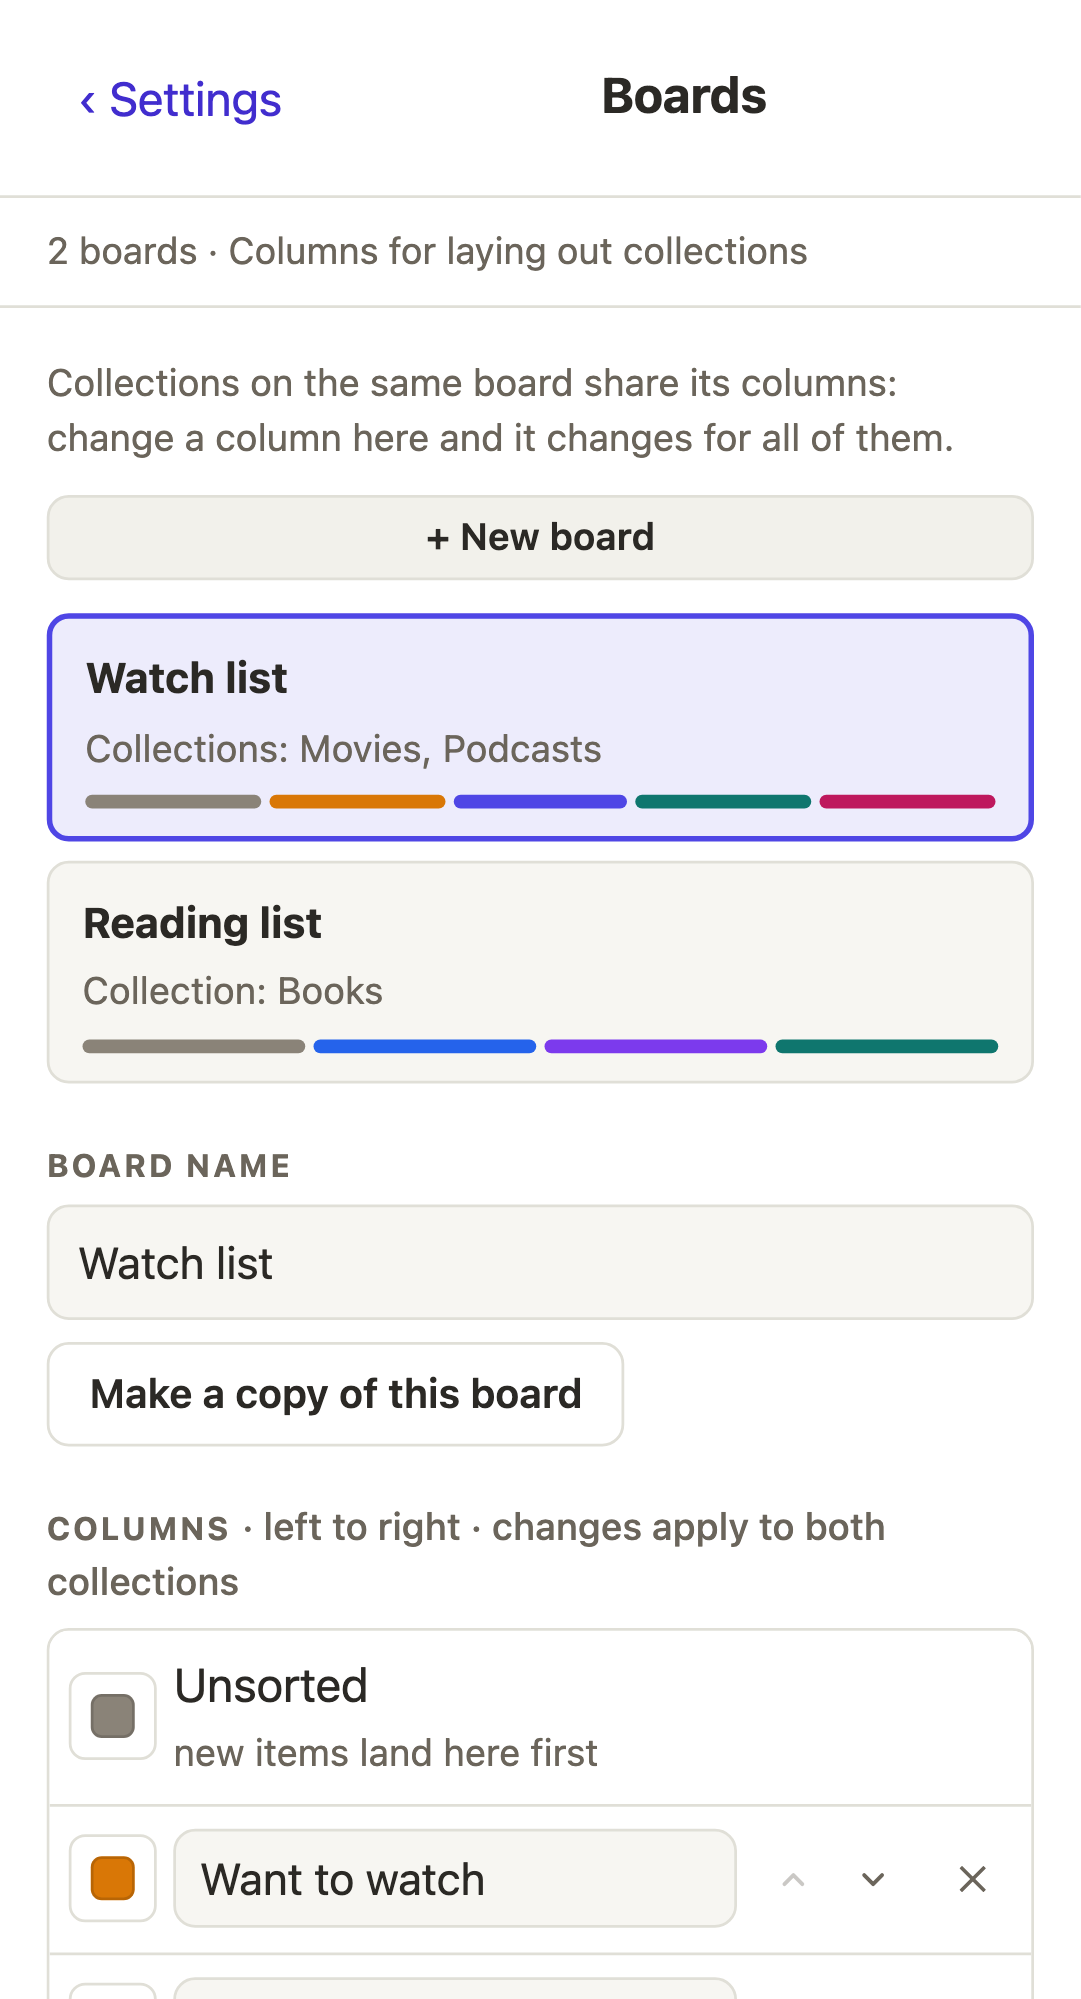 ‹ Settings
Boards
2 boards · Columns for laying out collections
Collections on the same board share its columns:
change a column here and it changes for all of them.
+ New board
Watch list
Collections: Movies, Podcasts
Reading list
Collection: Books
BOARD NAME
Watch list
Make a copy of this board
COLUMNS · left to right · changes apply to both
collections
Unsorted
new items land here first
Want to watch